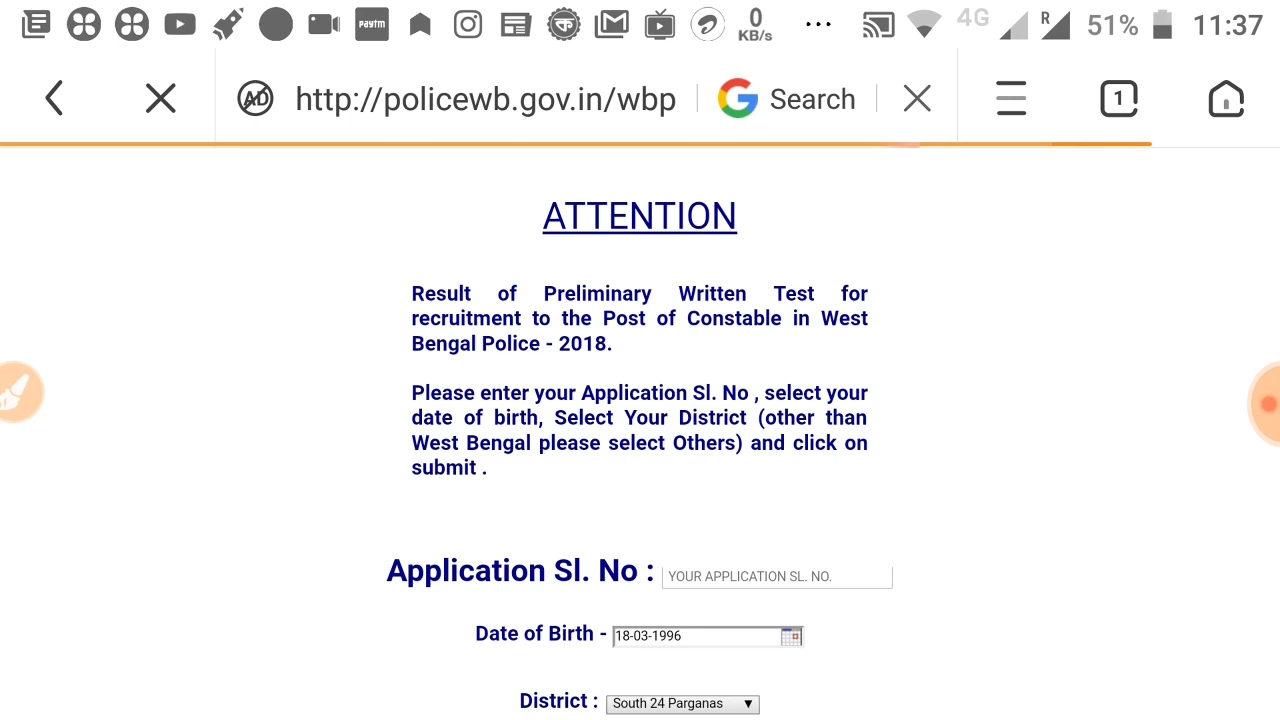 paytm
0
KB/s
4G
R
51%
11:37
AD
http://policewb.gov.in/wbp
Search
1
ATTENTION
Result of Preliminary Written Test for
recruitment to the Post of Constable in West
Bengal Police - 2018.
Please enter your Application Sl. No , select your
date of birth, Select Your District (other than
West Bengal please select Others) and click on
submit .
Application Sl. No : YOUR APPLICATION SL. NO.
Date of Birth - 18-03-1996
District : South 24 Parganas